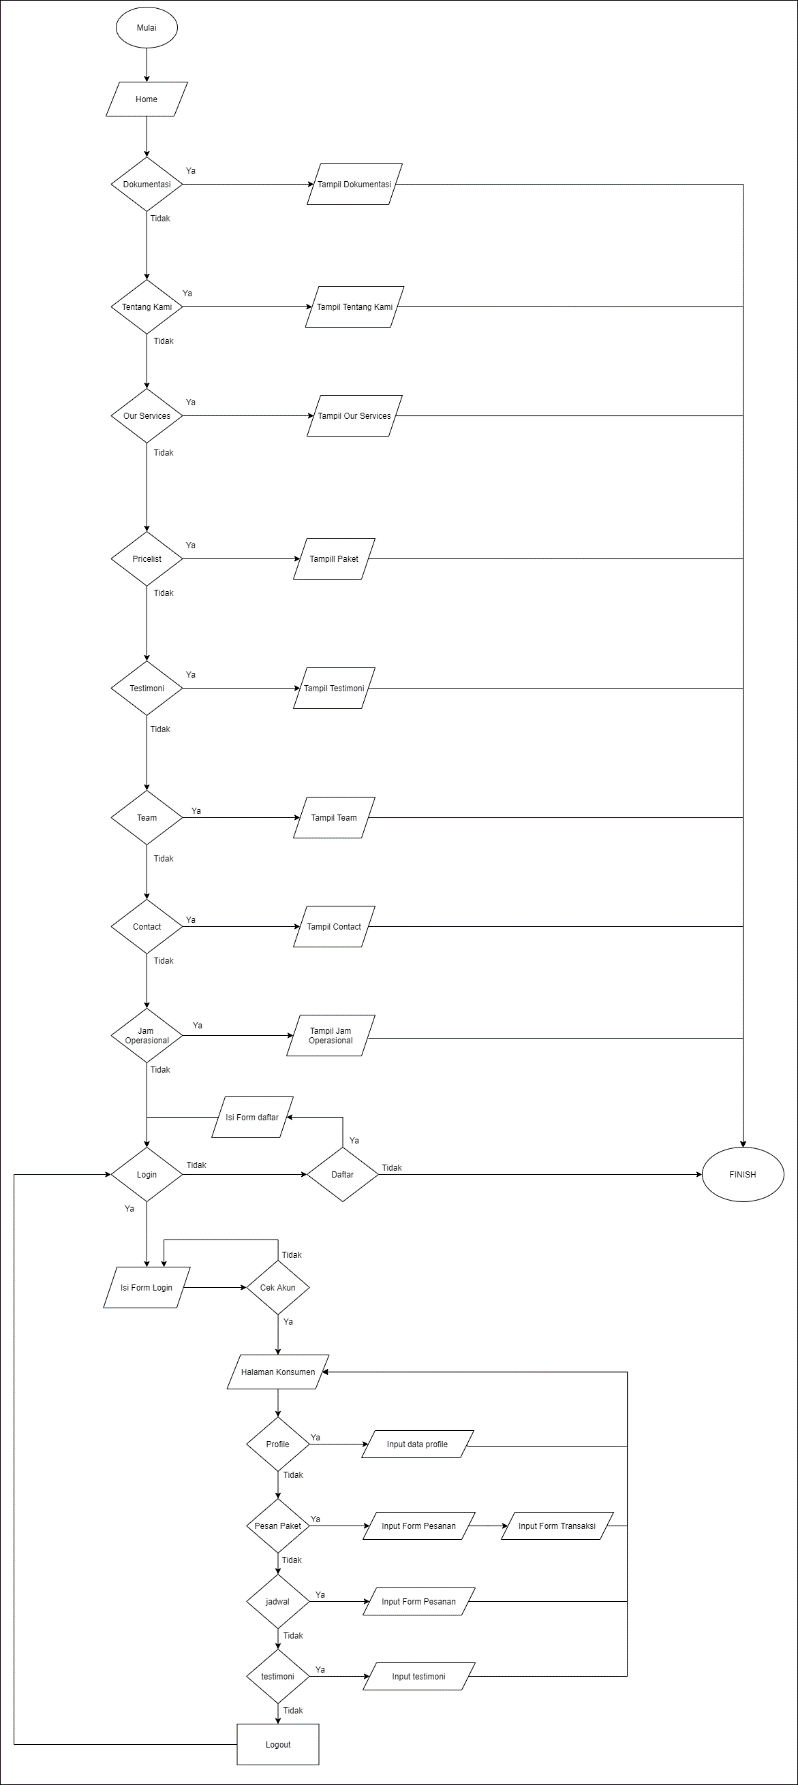 Mulai
Home
Dokumentasi
Ya
Tampil Dokumentasi
Tidak
Tentang Kami
Ya
Tampil Tentang Kami
Tidak
Our Services
Ya
Tampil Our Services
Tidak
Pricelist
Ya
Tampill Paket
Tidak
Testimoni
Ya
Tampil Testimoni
Tidak
Team
Ya
Tampil Team
Tidak
Contact
Ya
Tampil Contact
Tidak
Jam
Operasional
Ya
Tampil Jam
Operasional
Tidak
Isi Form daftar
Ya
Login
Tidak
Daftar
Tidak
FINISH
Ya
Isi Form Login
Tidak
Cek Akun
Ya
Halaman Konsumen
Profile
Ya
Input data profile
Tidak
Pesan Paket
Ya
Input Form Pesanan
Input Form Transaksi
Tidak
jadwal
Ya
Input Form Pesanan
Tidak
testimoni
Ya
Input testimoni
Tidak
Logout